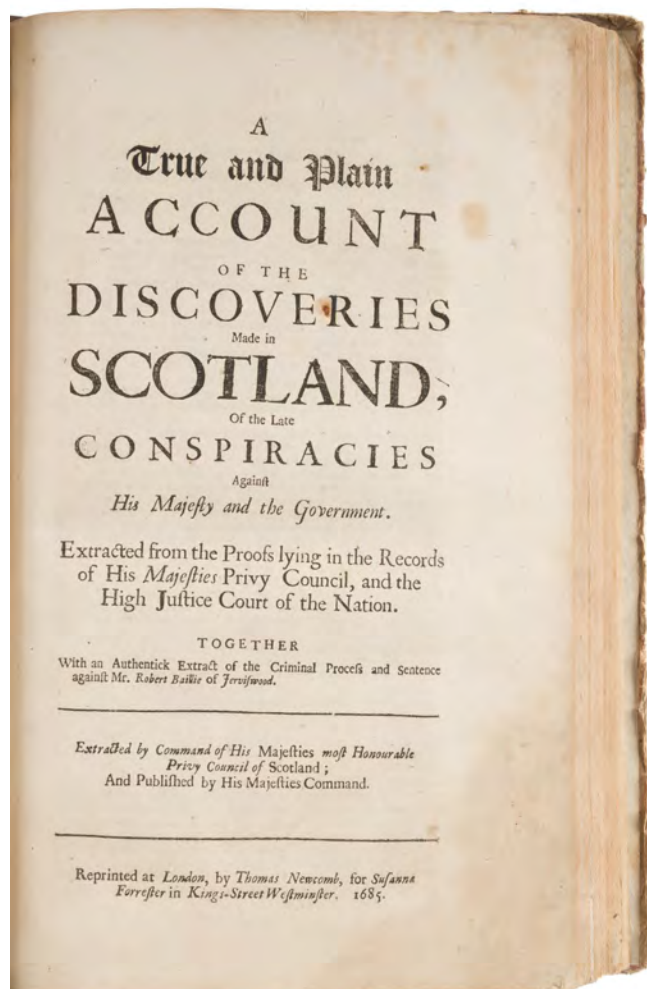 A
True and Plain
ACCOUNT
OF THE
DISCOVERIES
Made in
SCOTLAND,
Of the Late
CONSPIRACIES
Againſt
His Majeſty and the Government.
Extracted from the Proofs lying in the Records
of His Majeſties Privy Council, and the
High Juſtice Court of the Nation.
TOGETHER
With an Authentick Extract of the Criminal Proceſs and Sentence
againſt Mr. Robert Baillie of Jerviſwood.
Extracted by Command of His Majeſties moſt Honourable
Privy Council of Scotland;
And Publiſhed by His Majeſties Command.
Reprinted at London, by Thomas Newcomb, for Suſanna
Forreſter in Kings-Street Weſtminſter. 1685.